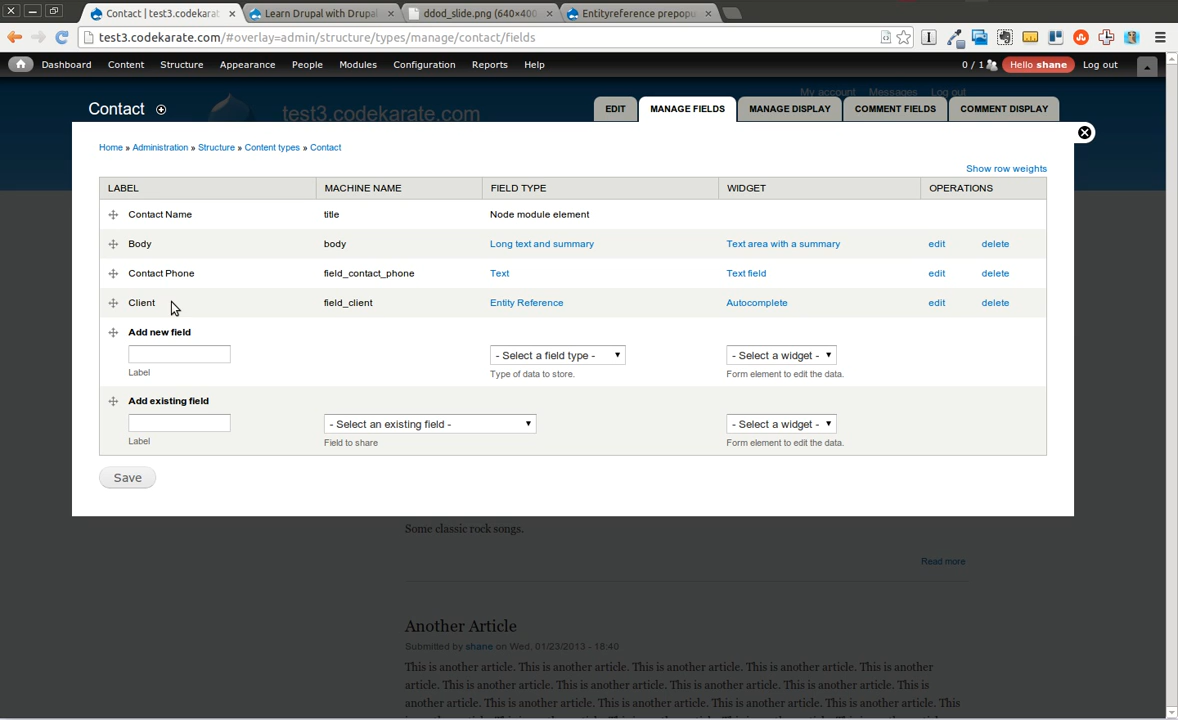 Contact | test3.codekarat
Learn Drupal with Drupal
ddod_slide.png (640×400
Entityreference prepopu
test3.codekarate.com/#overlay=admin/structure/types/manage/contact/fields
Dashboard Content Structure Appearance People Modules Configuration Reports Help 0 / 1 Hello shane Log out
My account Messages Log out
Contact
test3.codekarate.com
EDIT MANAGE FIELDS MANAGE DISPLAY COMMENT FIELDS COMMENT DISPLAY
Home » Administration » Structure » Content types » Contact
Show row weights
LABEL MACHINE NAME FIELD TYPE WIDGET OPERATIONS
Contact Name title Node module element
Body body Long text and summary Text area with a summary edit delete
Contact Phone field_contact_phone Text Text field edit delete
Client field_client Entity Reference Autocomplete edit delete
Add new field
- Select a field type - - Select a widget -
Label Type of data to store. Form element to edit the data.
Add existing field
- Select an existing field - - Select a widget -
Label Field to share Form element to edit the data.
Save
Some classic rock songs.
Read more
Another Article
Submitted by shane on Wed, 01/23/2013 - 18:40
This is another article. This is another article. This is another article. This is another article. This is another
article. This is another article. This is another article. This is another article. This is another article. This is
another article. This is another article. This is another article. This is another article. This is another article. This